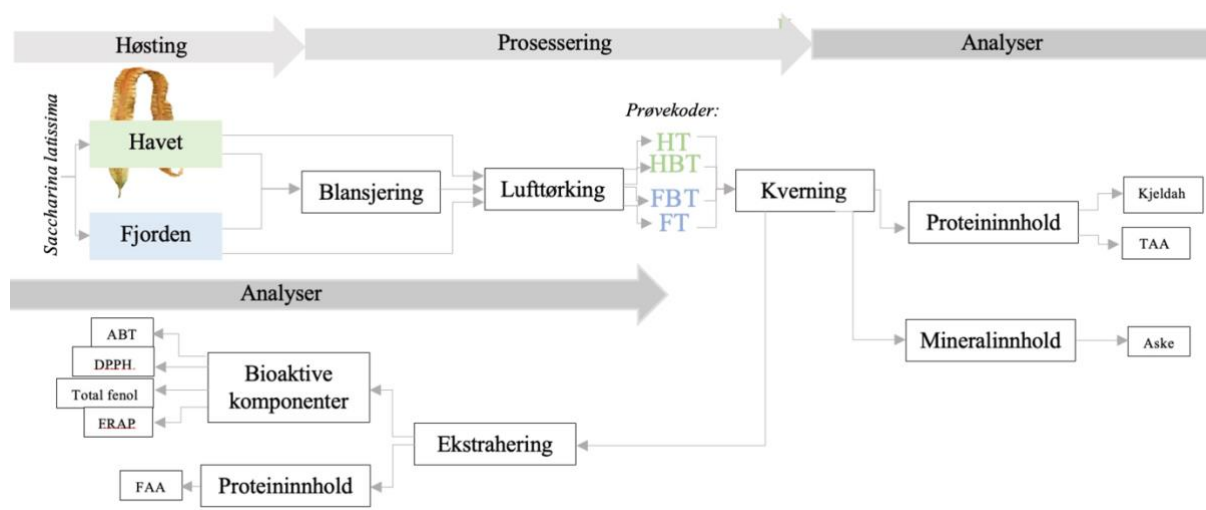 Høsting
Prosessering
Analyser
Saccharina latissima
Havet
Fjorden
Blansjering
Lufttørking
Prøvekoder:
HT
HBT
FBT
FT
Kverning
Proteininnhold
Kjeldah
TAA
Mineralinnhold
Aske
Analyser
ABT
DPPH.
Total fenol
FRAP
Bioaktive
komponenter
Ekstrahering
FAA
Proteininnhold